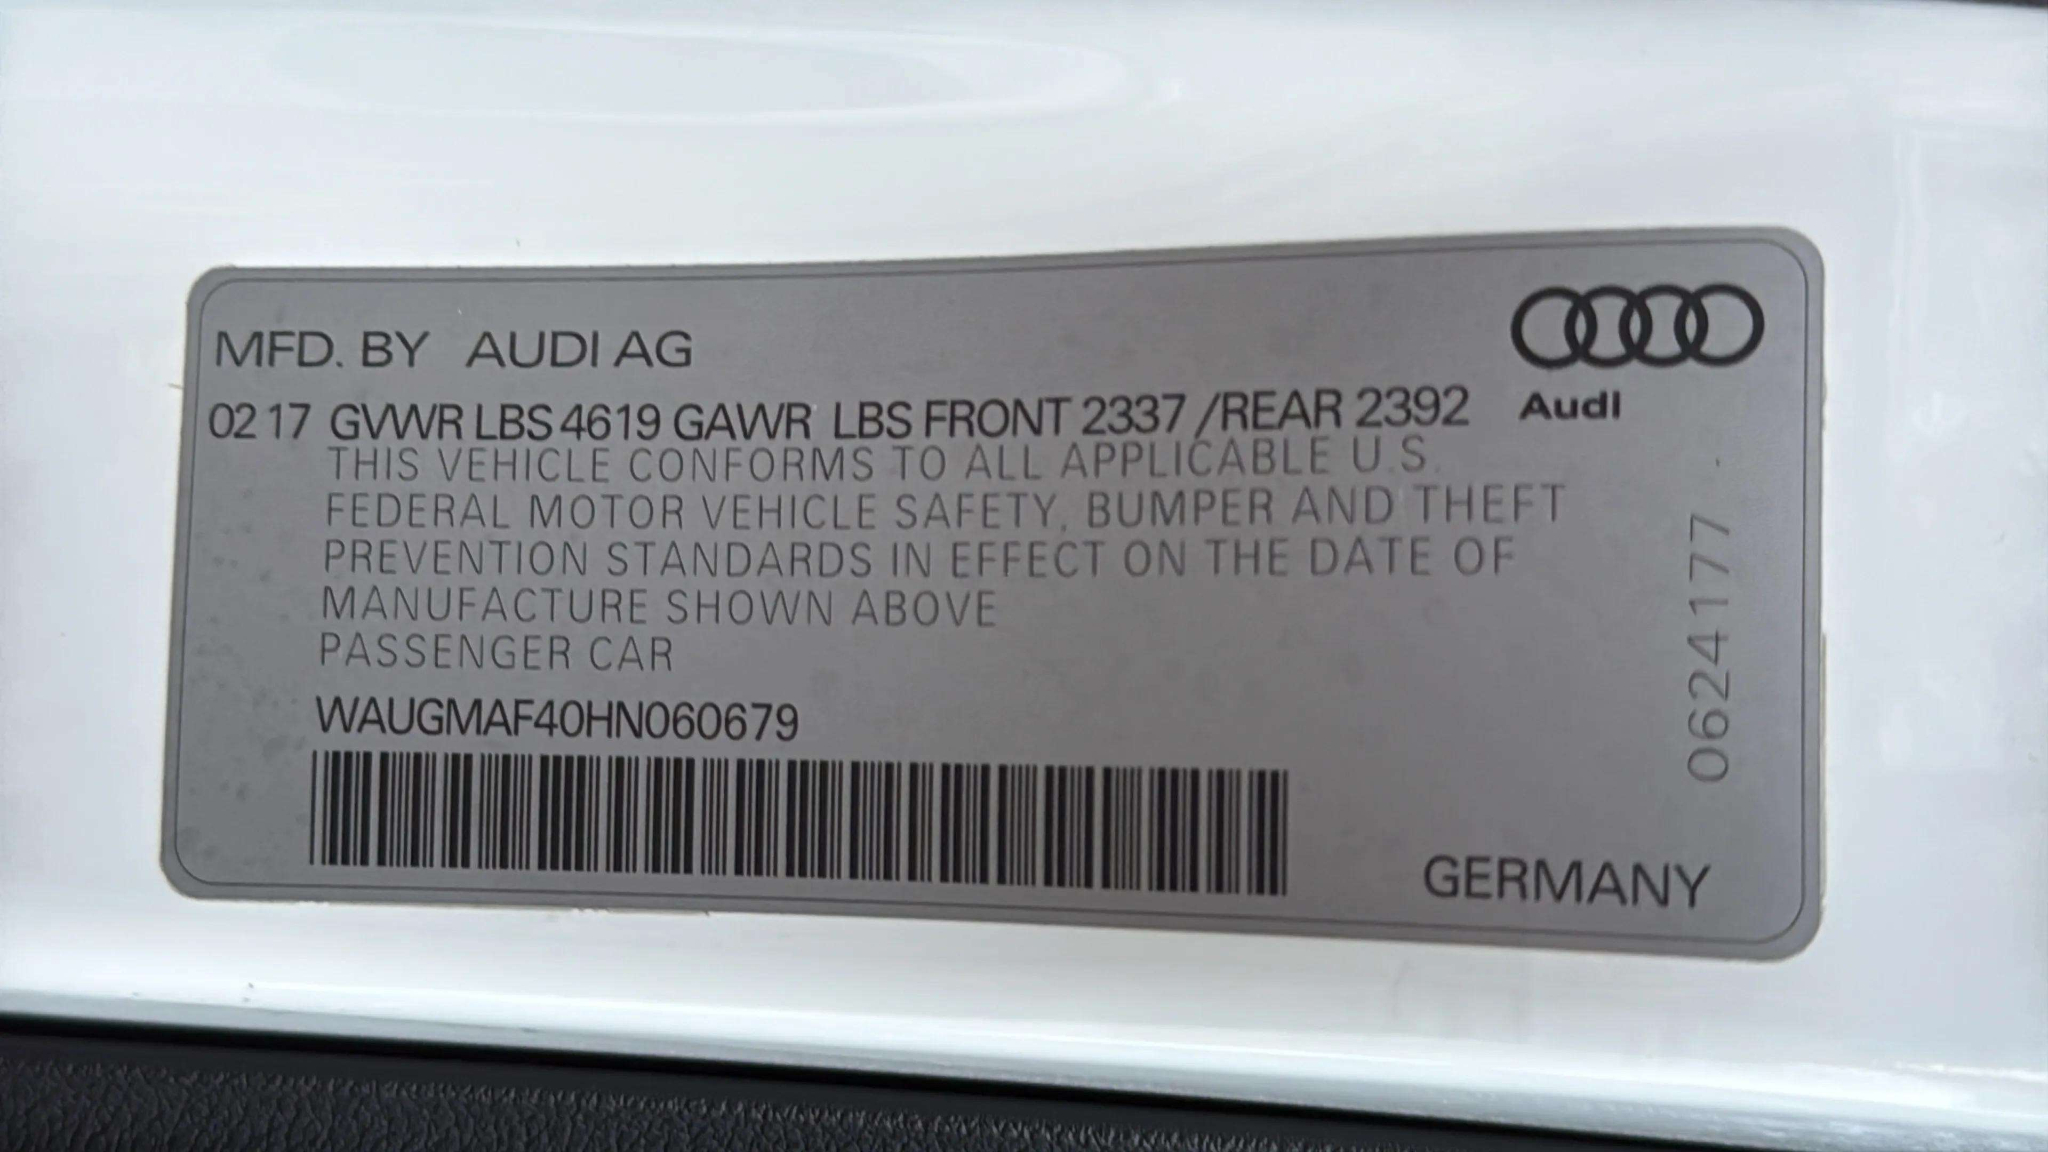 MFD. BY AUDI AG
02 17 GVWR LBS 4619 GAWR LBS FRONT 2337 /REAR 2392
Audi
THIS VEHICLE CONFORMS TO ALL APPLICABLE U.S.
FEDERAL MOTOR VEHICLE SAFETY, BUMPER AND THEFT
PREVENTION STANDARDS IN EFFECT ON THE DATE OF
MANUFACTURE SHOWN ABOVE
PASSENGER CAR
WAUGMAF40HN060679
0624177
GERMANY